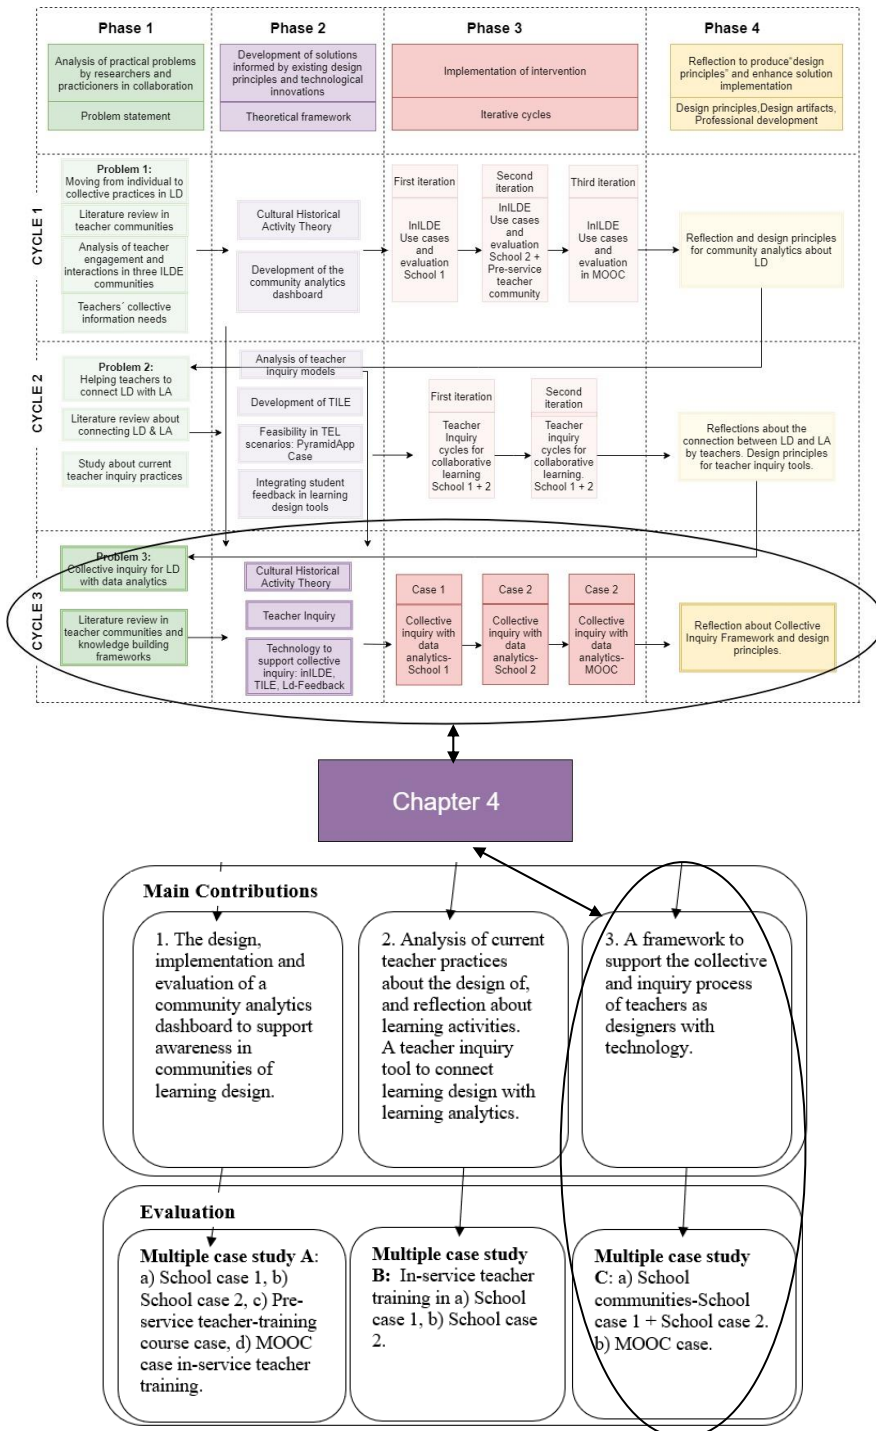 Phase 1
Phase 2
Phase 3
Phase 4
Analysis of practical problems
by researchers and
practicioners in collaboration
Problem statement
Development of solutions
informed by existing design
principles and technological
innovations
Theoretical framework
Implementation of intervention
Iterative cycles
Reflection to produce"design
principles" and enhance solution
implementation
Design principles,Design artifacts,
Professional development
CYCLE 1
Problem 1:
Moving from individual to
collective practices in LD
Literature review in
teacher communities
Analysis of teacher
engagement and
interactions in three ILDE
communities
Teachers´ collective
information needs
Cultural Historical
Activity Theory
Development of the
community analytics
dashboard
First iteration
InILDE
Use cases
and
evaluation
School 1
Second
iteration
InILDE
Use cases
and
evaluation
School 2 +
Pre-service
teacher
community
Third iteration
InILDE
Use cases
and
evaluation
in MOOC
Reflection and design principles
for community analytics about
LD
CYCLE 2
Problem 2:
Helping teachers to
connect LD with LA
Literature review about
connecting LD & LA
Study about current
teacher inquiry practices
Analysis of teacher
inquiry models
Development of TILE
Feasibility in TEL
scenarios: PyramidApp
Case
Integrating student
feedback in learning
design tools
First iteration
Teacher
Inquiry
cycles for
collaborative
learning
School 1 + 2
Second
iteration
Teacher
inquiry
cycles for
collaborative
learning.
School 1 + 2
Reflections about the
connection between LD and LA
by teachers. Design principles
for teacher inquiry tools.
CYCLE 3
Problem 3:
Collective inquiry for LD
with data analytics
Literature review in
teacher communities and
knowledge building
frameworks
Cultural Historical
Activity Theory
Teacher Inquiry
Technology to
support collective
inquiry: inILDE,
TILE, Ld-Feedback
Case 1
Collective
inquiry with
data
analytics-
School 1
Case 2
Collective
inquiry with
data
analytics-
School 2
Case 2
Collective
inquiry with
data
analytics-
MOOC
Reflection about Collective
Inquiry Framework and design
principles.
Chapter 4
Main Contributions
1. The design,
implementation and
evaluation of a
community analytics
dashboard to support
awareness in
communities of
learning design.
2. Analysis of current
teacher practices
about the design of,
and reflection about
learning activities.
A teacher inquiry
tool to connect
learning design with
learning analytics.
3. A framework to
support the collective
and inquiry process
of teachers as
designers with
technology.
Evaluation
Multiple case study A:
a) School case 1, b)
School case 2, c) Pre-
service teacher-training
course case, d) MOOC
case in-service teacher
training.
Multiple case study
B: In-service teacher
training in a) School
case 1, b) School case
2.
Multiple case study
C: a) School
communities-School
case 1 + School case 2.
b) MOOC case.